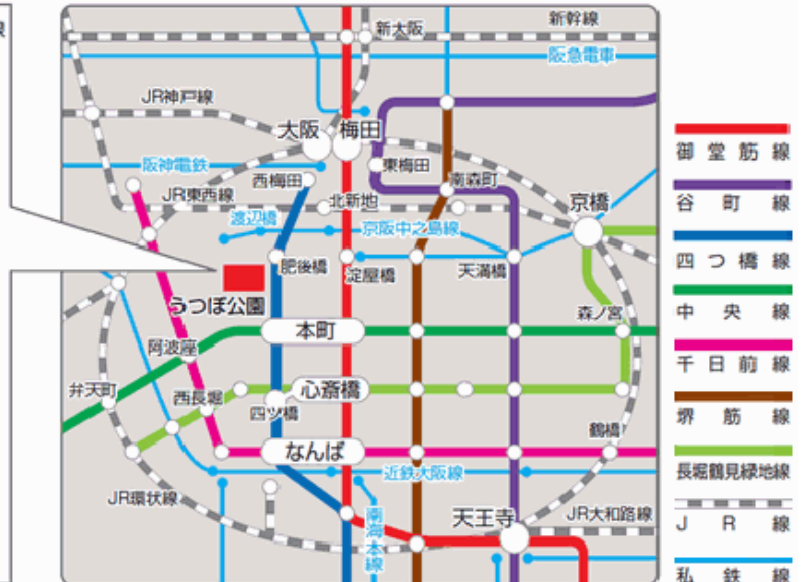 線
新幹線
新大阪
阪急電車
JR神戸線
大阪
梅田
阪神電鉄
東梅田
西梅田
南森町
JR東西線
北新地
京橋
渡辺橋
京阪中之島線
肥後橋
淀屋橋
天満橋
うつぼ公園
森ノ宮
本町
阿波座
弁天町
西長堀
心斎橋
四ツ橋
鶴橋
なんば
近鉄大阪線
JR環状線
南海本線
天王寺
JR大和路線
御堂筋線
谷町線
四つ橋線
中央線
千日前線
堺筋線
長堀鶴見緑地線
JR線
私鉄線